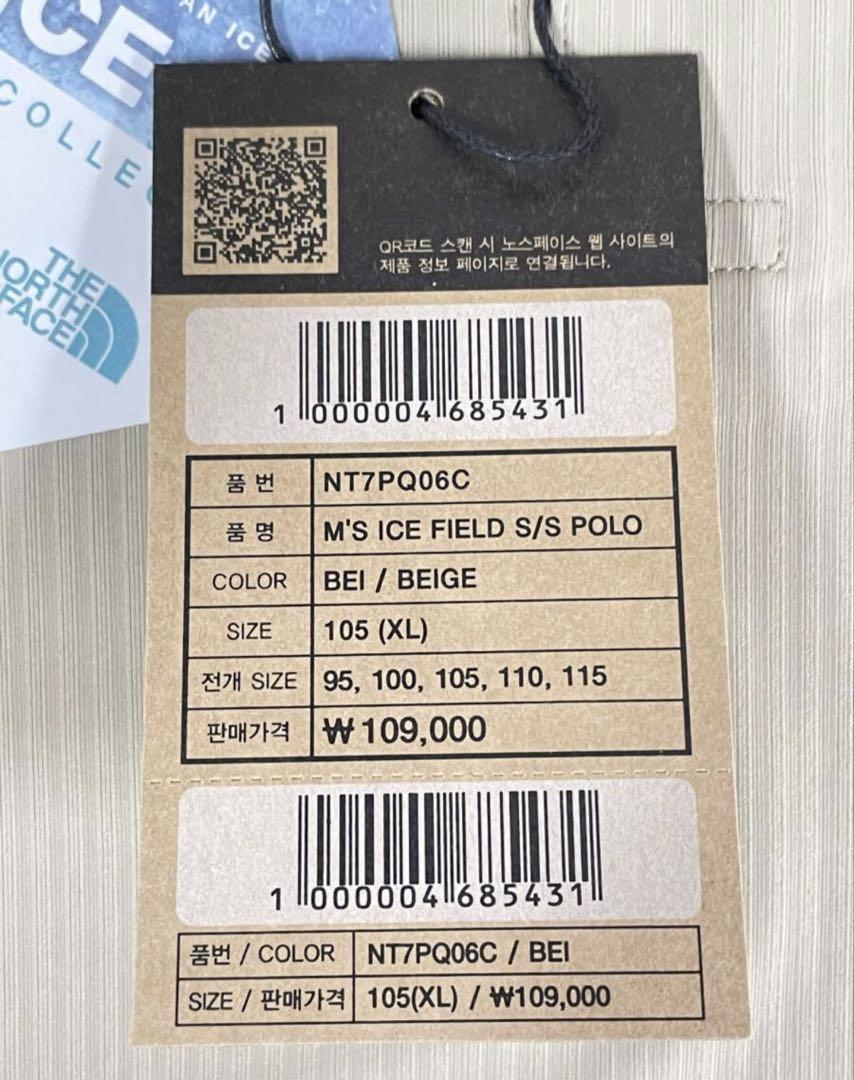 ICE
AN ICE
COLLEC
THE
NORTH
FACE
QR코드 스캔 시 노스페이스 웹 사이트의
제품 정보 페이지로 연결됩니다.
1 000004 685431
품 번 NT7PQ06C
품 명 M'S ICE FIELD S/S POLO
COLOR BEI / BEIGE
SIZE 105 (XL)
전개 SIZE 95, 100, 105, 110, 115
판매가격 ₩109,000
1 000004 685431
품번 / COLOR NT7PQ06C / BEI
SIZE / 판매가격 105(XL) / ₩109,000